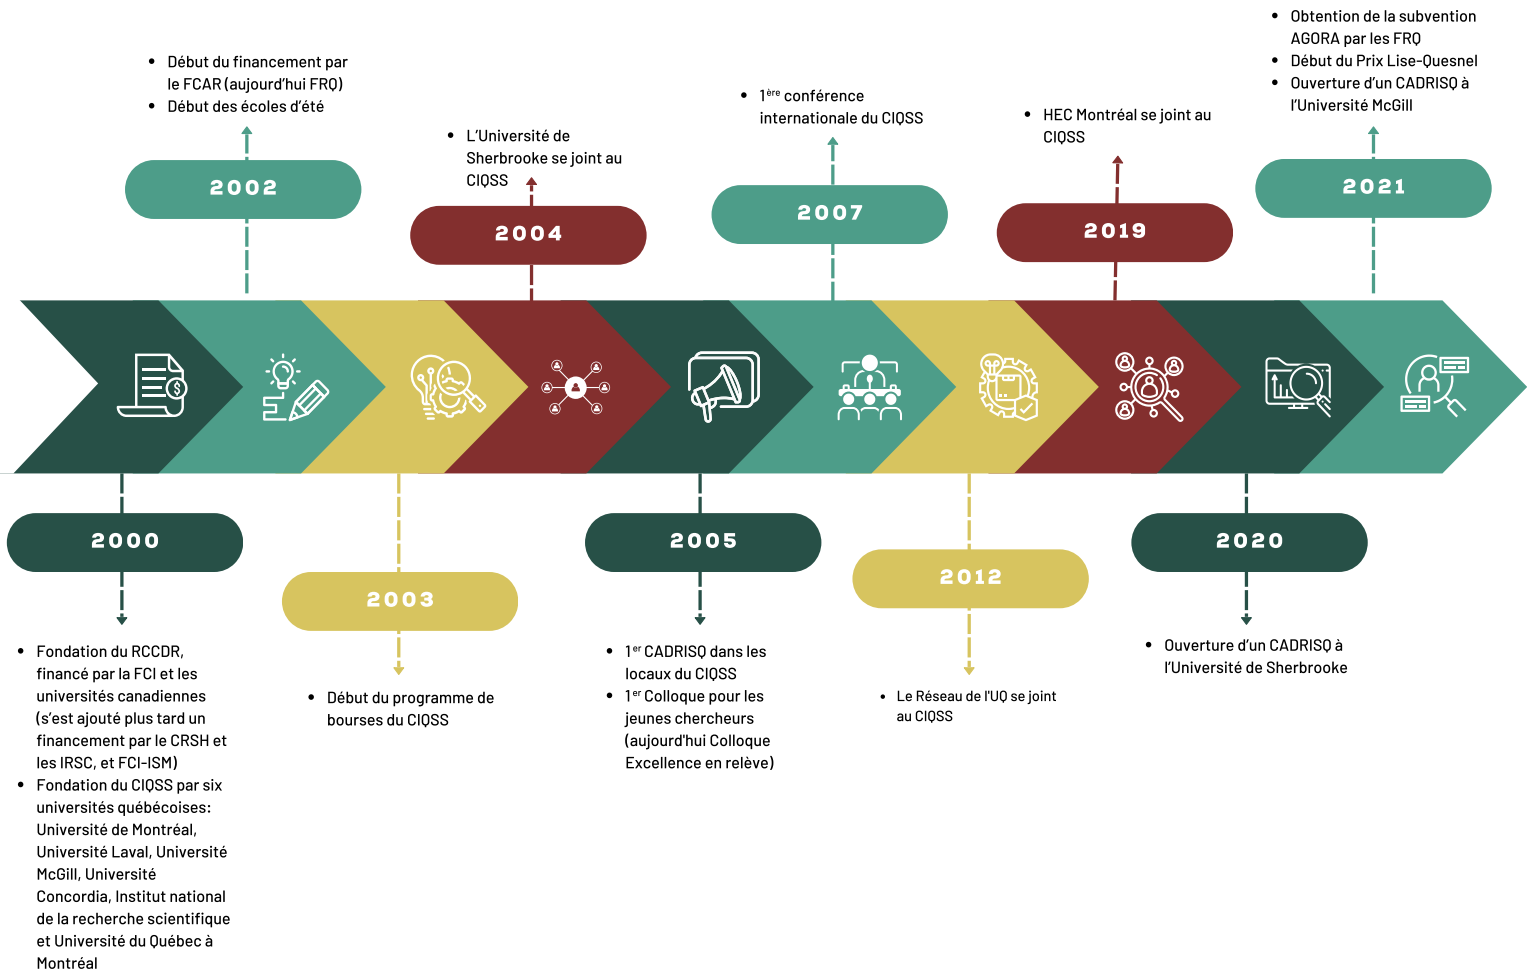 • Début du financement par
le FCAR (aujourd’hui FRQ)
• Début des écoles d’été
2002
• L’Université de
Sherbrooke se joint au
CIQSS
2004
• 1ère conférence
internationale du CIQSS
2007
• HEC Montréal se joint au
CIQSS
2019
• Obtention de la subvention
AGORA par les FRQ
• Début du Prix Lise-Quesnel
• Ouverture d’un CADRISQ à
l’Université McGill
2021
$
2000
• Fondation du RCCDR,
financé par la FCI et les
universités canadiennes
(s’est ajouté plus tard un
financement par le CRSH et
les IRSC, et FCI-ISM)
• Fondation du CIQSS par six
universités québécoises:
Université de Montréal,
Université Laval, Université
McGill, Université
Concordia, Institut national
de la recherche scientifique
et Université du Québec à
Montréal
2003
• Début du programme de
bourses du CIQSS
2005
• 1er CADRISQ dans les
locaux du CIQSS
• 1er Colloque pour les
jeunes chercheurs
(aujourd'hui Colloque
Excellence en relève)
2012
• Le Réseau de l'UQ se joint
au CIQSS
2020
• Ouverture d’un CADRISQ à
l’Université de Sherbrooke